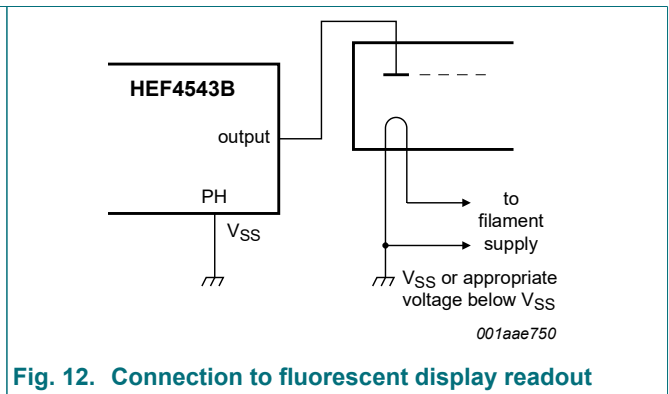 HEF4543B
output
PH
VSS
to
filament
supply
VSS or appropriate
voltage below VSS
001aae750
Fig. 12. Connection to fluorescent display readout